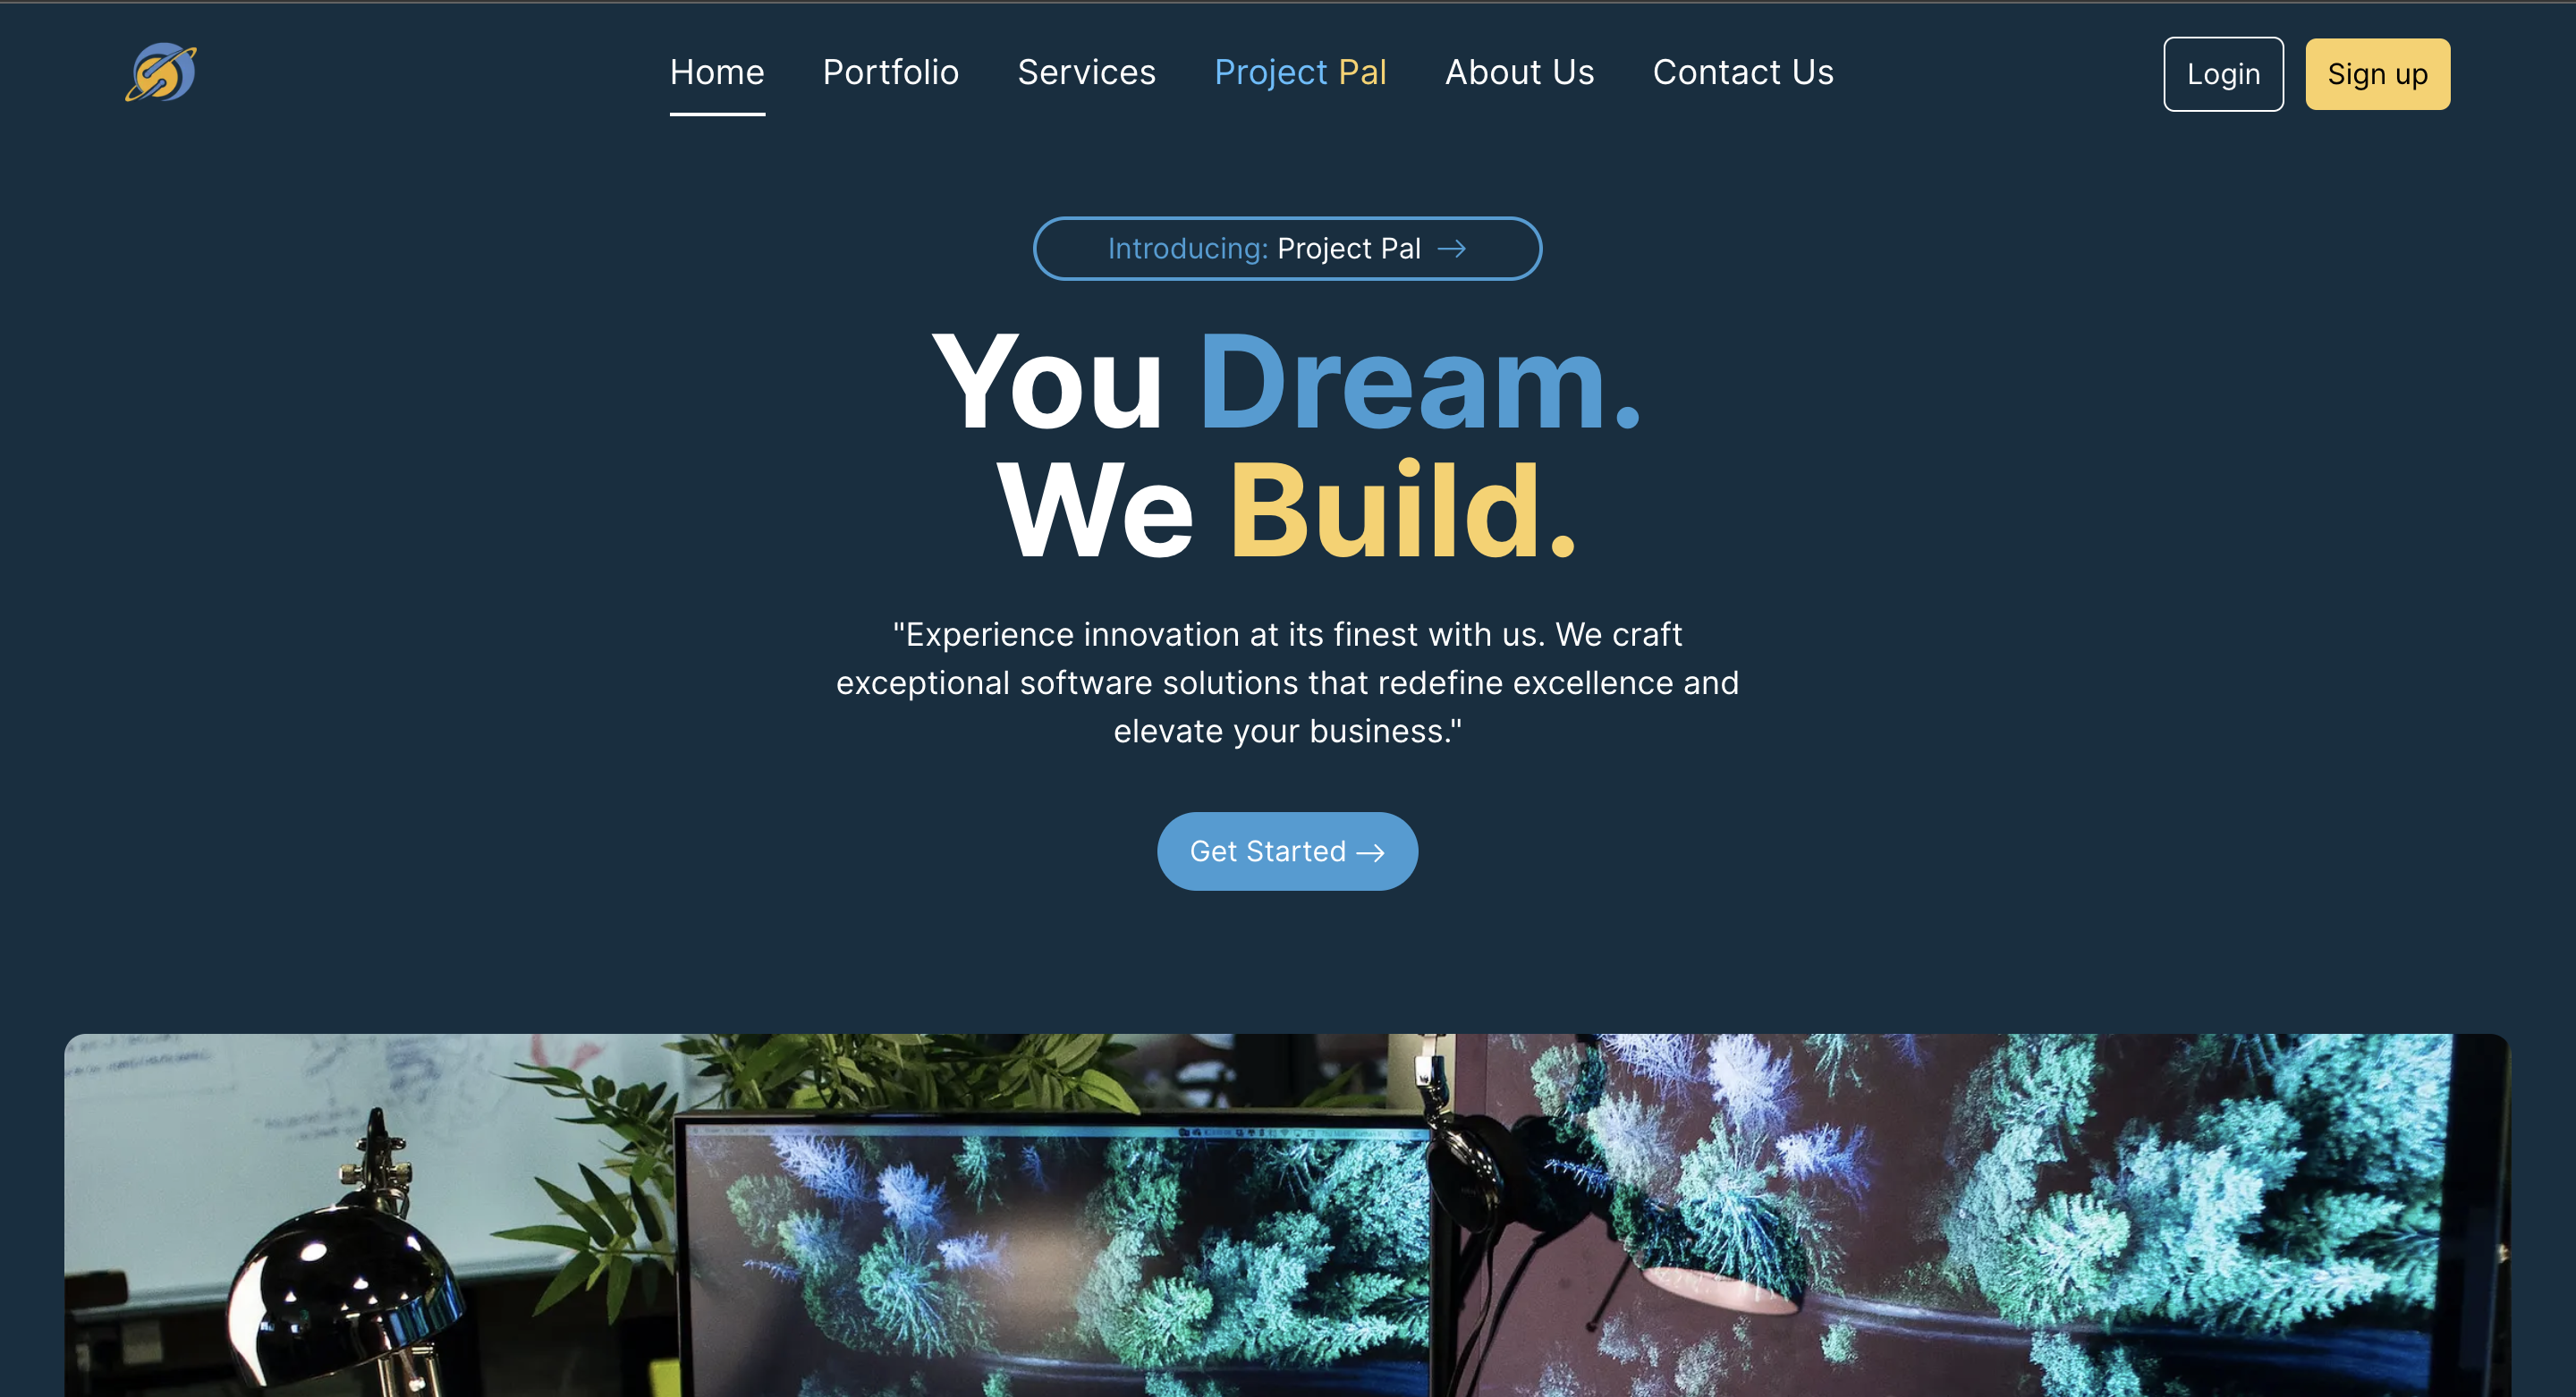 Home Portfolio Services Project Pal About Us Contact Us Login Sign up
Introducing: Project Pal →
You Dream.
We Build.
"Experience innovation at its finest with us. We craft
exceptional software solutions that redefine excellence and
elevate your business."
Get Started →